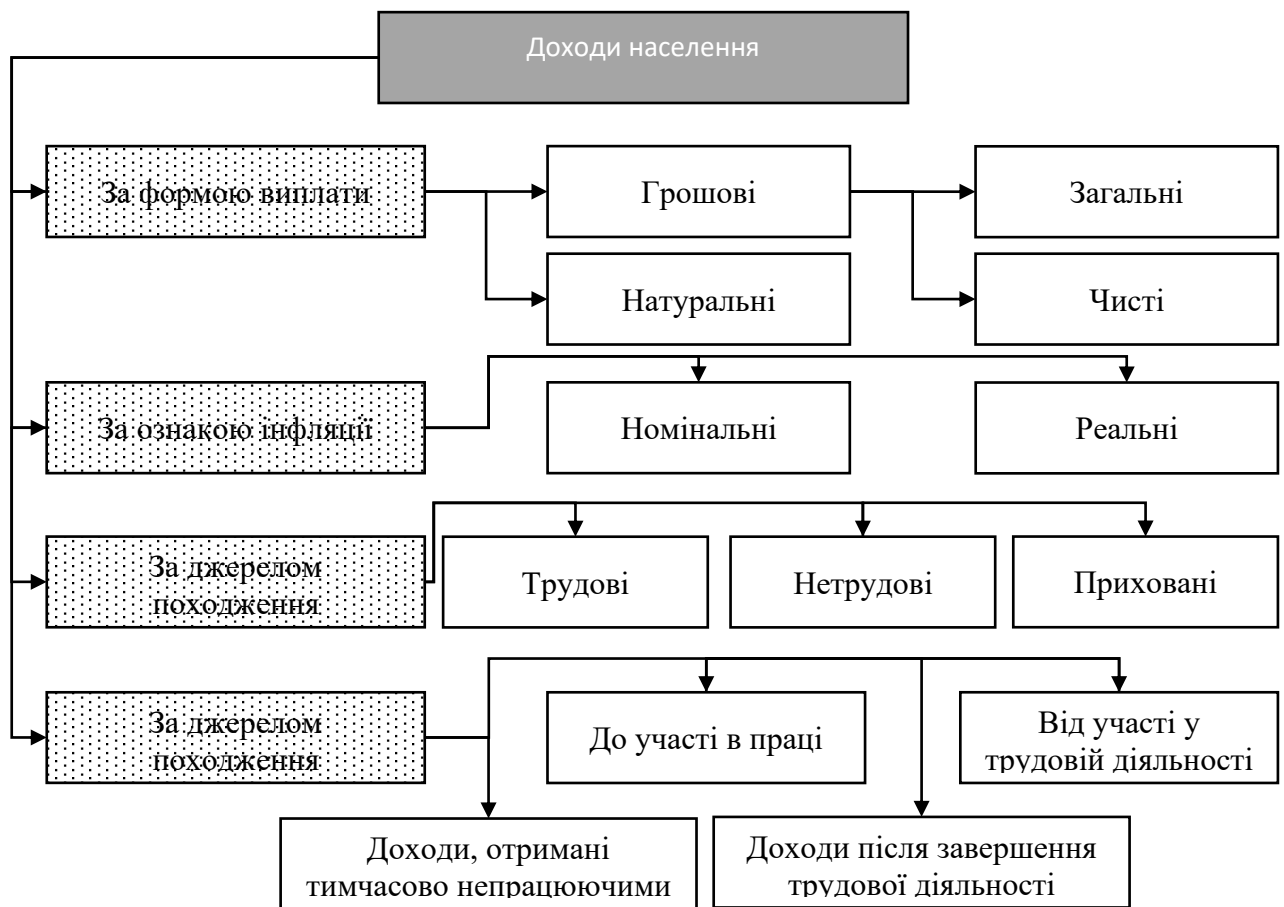 Доходи населення
За формою виплати
Грошові
Загальні
Натуральні
Чисті
За ознакою інфляції
Номінальні
Реальні
За джерелом
походження
Трудові
Нетрудові
Приховані
За джерелом
походження
До участі в праці
Від участі у
трудовій діяльності
Доходи, отримані
тимчасово непрацюючими
Доходи після завершення
трудової діяльності